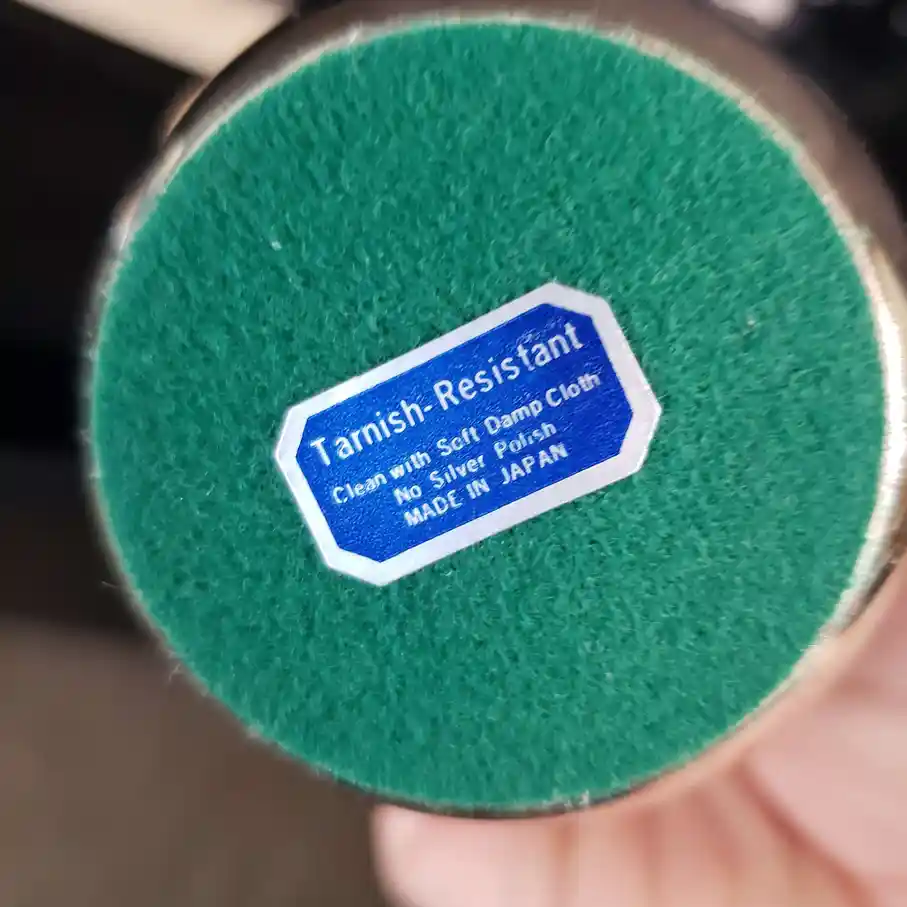 Tarnish-Resistant
Clean with Soft Damp Cloth
No Silver Polish
MADE IN JAPAN